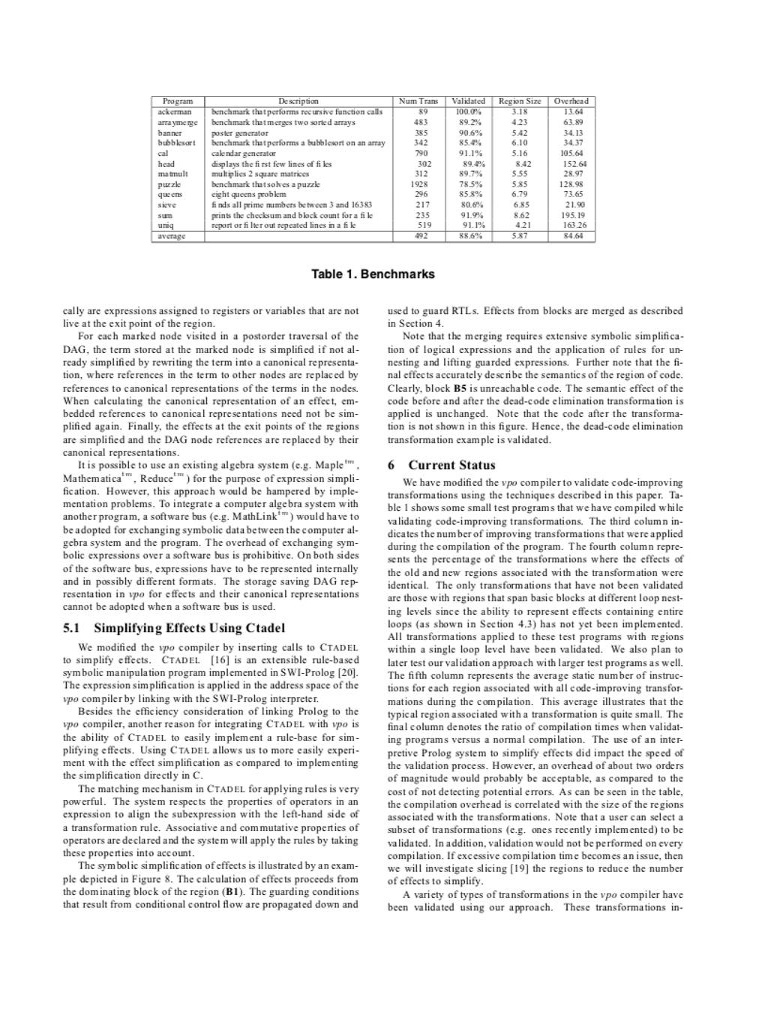 Program Description Num Trans Validated Region Size Overhead
ackerman benchmark that performs recursive function calls 89 100.0% 3.18 13.64
arraymerge benchmark that merges two sorted arrays 483 89.2% 4.23 63.89
banner poster generator 385 90.6% 5.42 34.13
bubblesort benchmark that performs a bubblesort on an array 342 85.4% 6.10 34.37
cal calendar generator 790 91.1% 5.16 105.64
head displays the first few lines of files 302 89.4% 8.42 152.64
matmult multiplies 2 square matrices 312 89.7% 5.55 28.97
puzzle benchmark that solves a puzzle 1928 78.5% 5.85 128.98
queens eight queens problem 296 85.8% 6.79 73.65
sieve finds all prime numbers between 3 and 16383 217 80.6% 6.85 21.90
sum prints the checksum and block count for a file 235 91.9% 8.62 195.19
uniq report or filter out repeated lines in a file 519 91.1% 4.21 163.26
average 492 88.6% 5.87 84.64
Table 1. Benchmarks
cally are expressions assigned to registers or variables that are not
live at the exit point of the region.
For each marked node visited in a postorder traversal of the
DAG, the term stored at the marked node is simplified if not al-
ready simplified by rewriting the term into a canonical representa-
tion, where references in the term to other nodes are replaced by
references to canonical representations of the terms in the nodes.
When calculating the canonical representation of an effect, em-
bedded references to canonical representations need not be sim-
plified again. Finally, the effects at the exit points of the regions
are simplified and the DAG node references are replaced by their
canonical representations.
It is possible to use an existing algebra system (e.g. Maple tm ,
Mathematica tm , Reduce tm ) for the purpose of expression simpli-
fication. However, this approach would be hampered by imple-
mentation problems. To integrate a computer algebra system with
another program, a software bus (e.g. MathLink tm ) would have to
be adopted for exchanging symbolic data between the computer al-
gebra system and the program. The overhead of exchanging sym-
bolic expressions over a software bus is prohibitive. On both sides
of the software bus, expressions have to be represented internally
and in possibly different formats. The storage saving DAG rep-
resentation in vpo for effects and their canonical representations
cannot be adopted when a software bus is used.
5.1 Simplifying Effects Using Ctadel
We modified the vpo compiler by inserting calls to CTADEL
to simplify effects. CTADEL [16] is an extensible rule-based
symbolic manipulation program implemented in SWI-Prolog [20].
The expression simplification is applied in the address space of the
vpo compiler by linking with the SWI-Prolog interpreter.
Besides the efficiency consideration of linking Prolog to the
vpo compiler, another reason for integrating CTADEL with vpo is
the ability of CTADEL to easily implement a rule-base for sim-
plifying effects. Using CTADEL allows us to more easily experi-
ment with the effect simplification as compared to implementing
the simplification directly in C.
The matching mechanism in CTADEL for applying rules is very
powerful. The system respects the properties of operators in an
expression to align the subexpression with the left-hand side of
a transformation rule. Associative and commutative properties of
operators are declared and the system will apply the rules by taking
these properties into account.
The symbolic simplification of effects is illustrated by an exam-
ple depicted in Figure 8. The calculation of effects proceeds from
the dominating block of the region (B1). The guarding conditions
that result from conditional control flow are propagated down and
used to guard RTLs. Effects from blocks are merged as described
in Section 4.
Note that the merging requires extensive symbolic simplifica-
tion of logical expressions and the application of rules for un-
nesting and lifting guarded expressions. Further note that the fi-
nal effects accurately describe the semantics of the region of code.
Clearly, block B5 is unreachable code. The semantic effect of the
code before and after the dead-code elimination transformation is
applied is unchanged. Note that the code after the transforma-
tion is not shown in this figure. Hence, the dead-code elimination
transformation example is validated.
6 Current Status
We have modified the vpo compiler to validate code-improving
transformations using the techniques described in this paper. Ta-
ble 1 shows some small test programs that we have compiled while
validating code-improving transformations. The third column in-
dicates the number of improving transformations that were applied
during the compilation of the program. The fourth column repre-
sents the percentage of the transformations where the effects of
the old and new regions associated with the transformation were
identical. The only transformations that have not been validated
are those with regions that span basic blocks at different loop nest-
ing levels since the ability to represent effects containing entire
loops (as shown in Section 4.3) has not yet been implemented.
All transformations applied to these test programs with regions
within a single loop level have been validated. We also plan to
later test our validation approach with larger test programs as well.
The fifth column represents the average static number of instruc-
tions for each region associated with all code-improving transfor-
mations during the compilation. This average illustrates that the
typical region associated with a transformation is quite small. The
final column denotes the ratio of compilation times when validat-
ing programs versus a normal compilation. The use of an inter-
pretive Prolog system to simplify effects did impact the speed of
the validation process. However, an overhead of about two orders
of magnitude would probably be acceptable, as compared to the
cost of not detecting potential errors. As can be seen in the table,
the compilation overhead is correlated with the size of the regions
associated with the transformations. Note that a user can select a
subset of transformations (e.g. ones recently implemented) to be
validated. In addition, validation would not be performed on every
compilation. If excessive compilation time becomes an issue, then
we will investigate slicing [19] the regions to reduce the number
of effects to simplify.
A variety of types of transformations in the vpo compiler have
been validated using our approach. These transformations in-